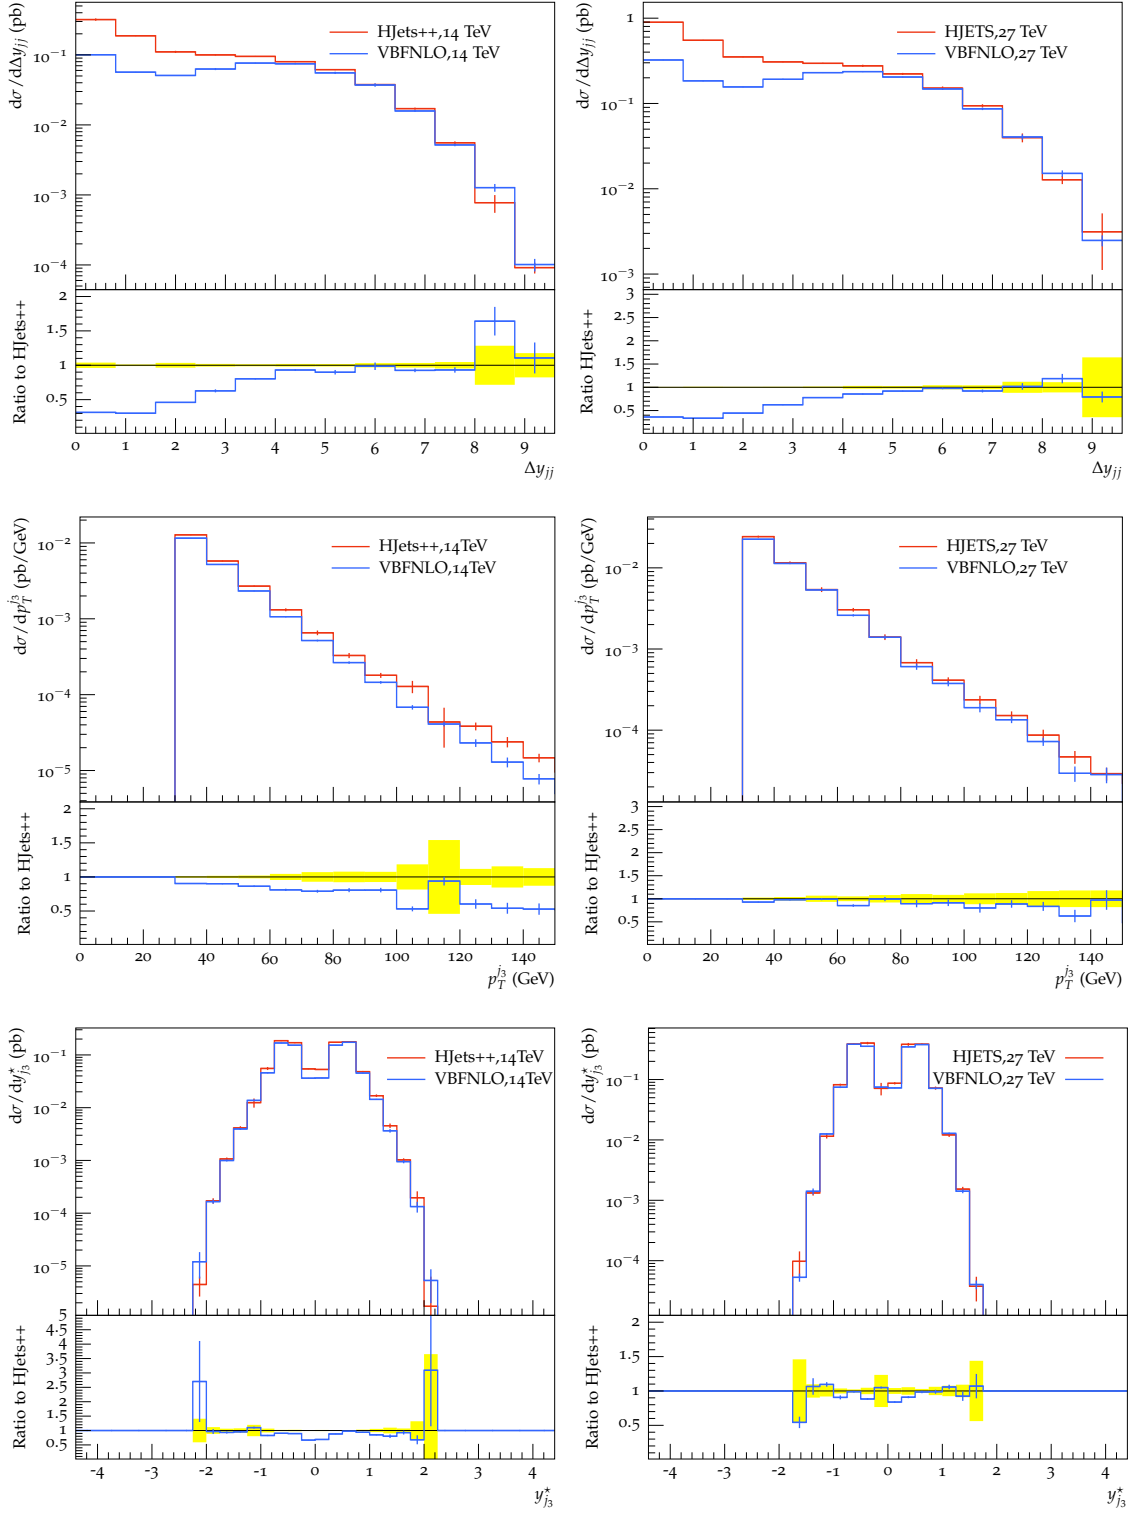 HJets++,14 TeV
VBFNLO,14 TeV
dσ/dΔy_jj (pb)
10^−1
10^−2
10^−3
10^−4
Ratio to HJets++
2
1.5
1
0.5
0 1 2 3 4 5 6 7 8 9
Δy_jj
HJETS,27 TeV
VBFNLO,27 TeV
dσ/dΔy_jj (pb)
1
10^−1
10^−2
10^−3
Ratio HJets++
3
2.5
2
1.5
1
0.5
0 1 2 3 4 5 6 7 8 9
Δy_jj
HJets++,14TeV
VBFNLO,14TeV
dσ/dp_T^{j3} (pb/GeV)
10^−2
10^−3
10^−4
10^−5
Ratio to HJets++
2
1.5
1
0.5
0 20 40 60 80 100 120 140
p_T^{j3} (GeV)
HJETS,27 TeV
VBFNLO,27 TeV
dσ/dp_T^{j3} (pb/GeV)
10^−2
10^−3
10^−4
Ratio to HJets++
3
2.5
2
1.5
1
0.5
0 20 40 60 80 100 120 140
p_T^{j3} (GeV)
HJets++,14TeV
VBFNLO,14TeV
dσ/dy*_{j3} (pb)
10^−1
10^−2
10^−3
10^−4
10^−5
Ratio to HJets++
5
4.5
4
3.5
3
2.5
2
1.5
1
0.5
-4 -3 -2 -1 0 1 2 3 4
y*_{j3}
HJETS,27 TeV
VBFNLO,27 TeV
dσ/dy*_{j3} (pb)
10^−1
10^−2
10^−3
10^−4
Ratio to HJets++
2
1.5
1
0.5
-4 -3 -2 -1 0 1 2 3 4
y*_{j3}